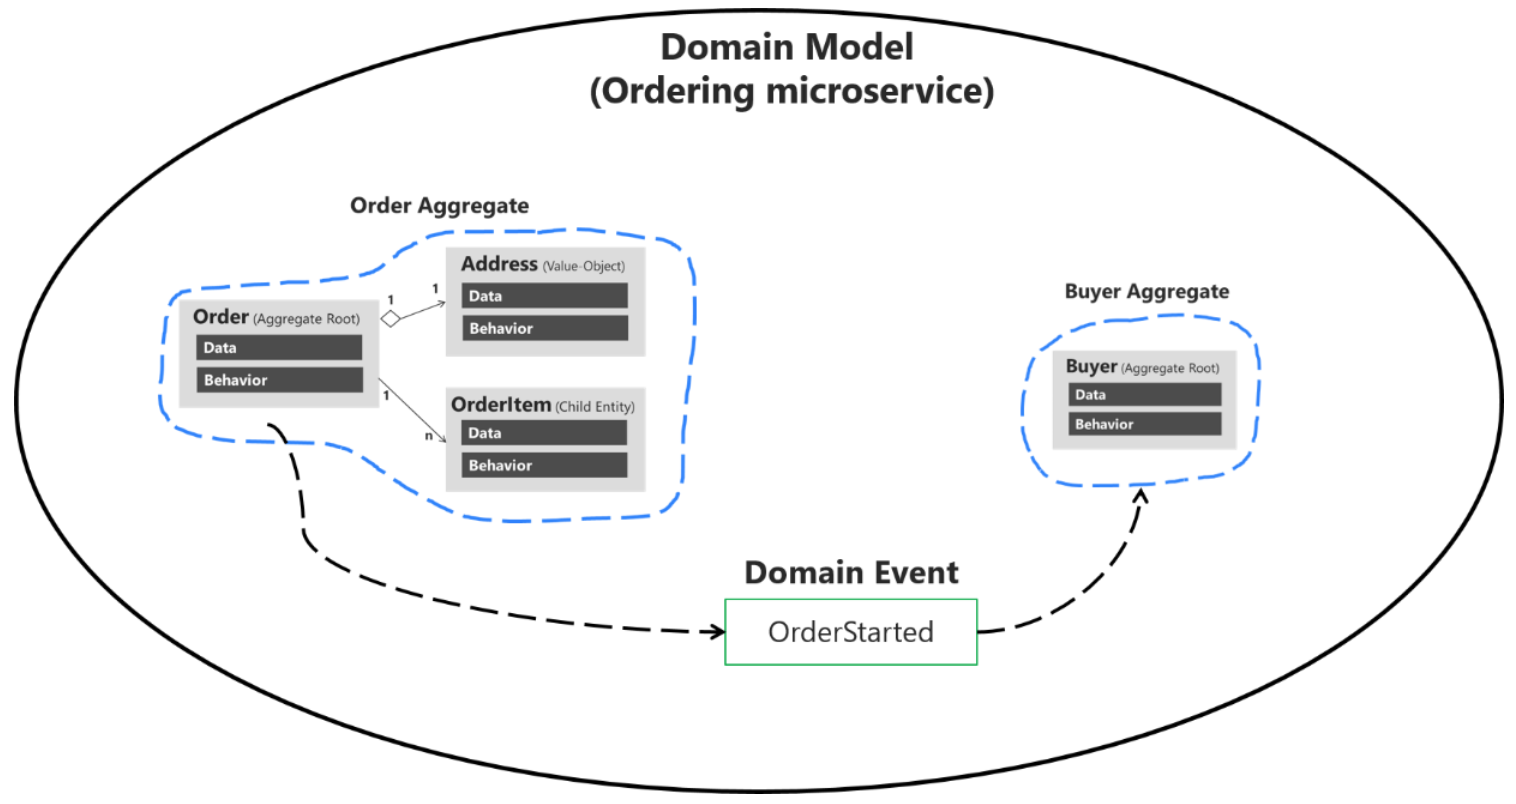 Domain Model
(Ordering microservice)
Order Aggregate
Order (Aggregate Root)
Data
Behavior
1
1
Address (Value-Object)
Data
Behavior
1
n
OrderItem (Child Entity)
Data
Behavior
Buyer Aggregate
Buyer (Aggregate Root)
Data
Behavior
Domain Event
OrderStarted